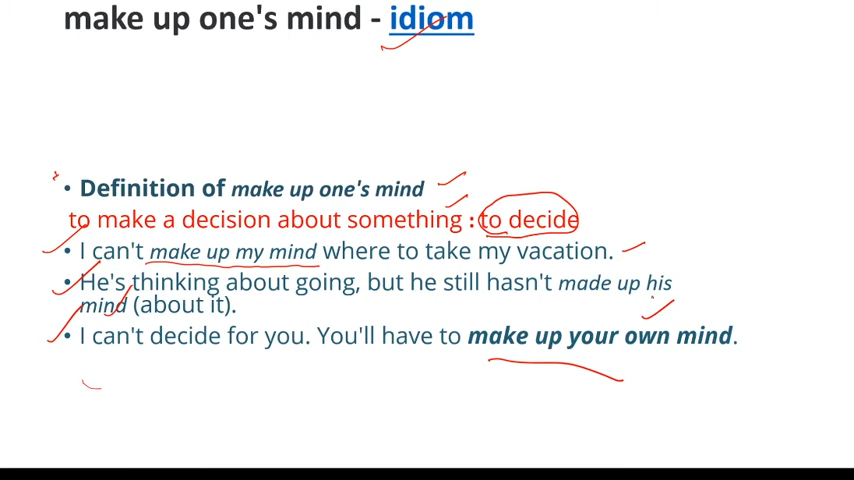 make up one's mind - idiom
• Definition of make up one's mind
to make a decision about something : to decide
• I can't make up my mind where to take my vacation.
• He's thinking about going, but he still hasn't made up his
mind (about it).
• I can't decide for you. You'll have to make up your own mind.